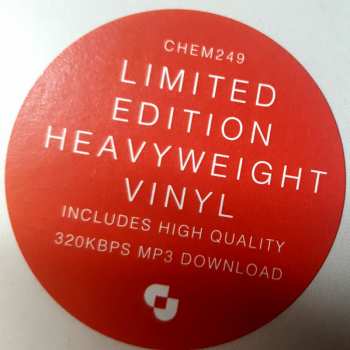 CHEM249
LIMITED
EDITION
HEAVYWEIGHT
VINYL
INCLUDES HIGH QUALITY
320KBPS MP3 DOWNLOAD